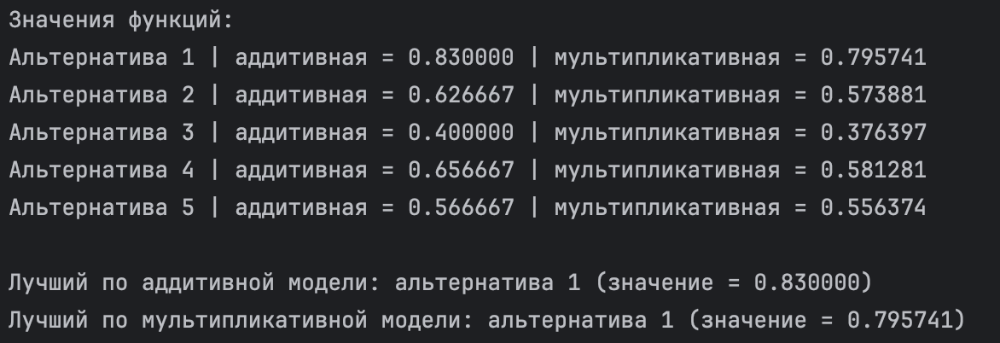 Значения функций:
Альтернатива 1 | аддитивная = 0.830000 | мультипликативная = 0.795741
Альтернатива 2 | аддитивная = 0.626667 | мультипликативная = 0.573881
Альтернатива 3 | аддитивная = 0.400000 | мультипликативная = 0.376397
Альтернатива 4 | аддитивная = 0.656667 | мультипликативная = 0.581281
Альтернатива 5 | аддитивная = 0.566667 | мультипликативная = 0.556374
Лучший по аддитивной модели: альтернатива 1 (значение = 0.830000)
Лучший по мультипликативной модели: альтернатива 1 (значение = 0.795741)